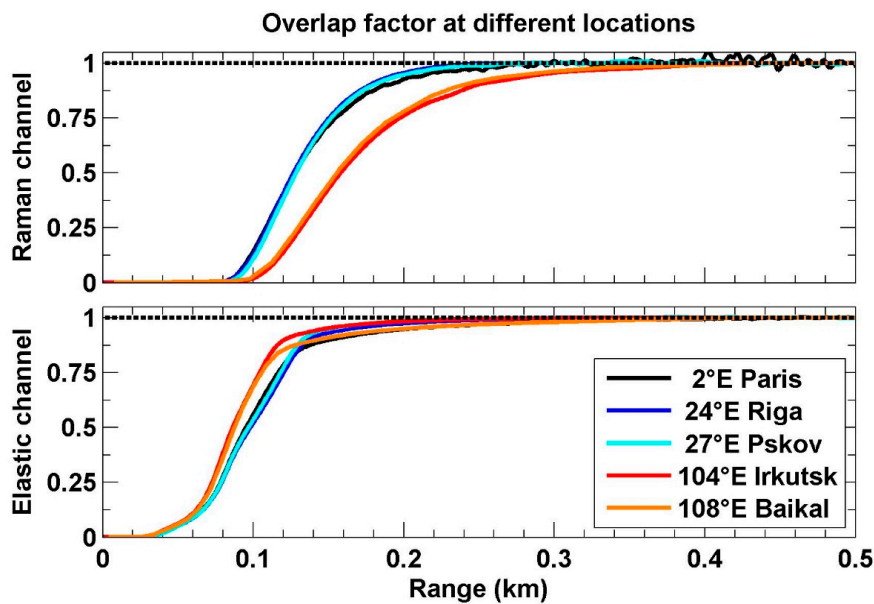 Overlap factor at different locations
Raman channel
1
0.75
0.5
0.25
0
Elastic channel
1
0.75
0.5
0.25
0
2°E Paris
24°E Riga
27°E Pskov
104°E Irkutsk
108°E Baikal
0 0.1 0.2 0.3 0.4 0.5
Range (km)